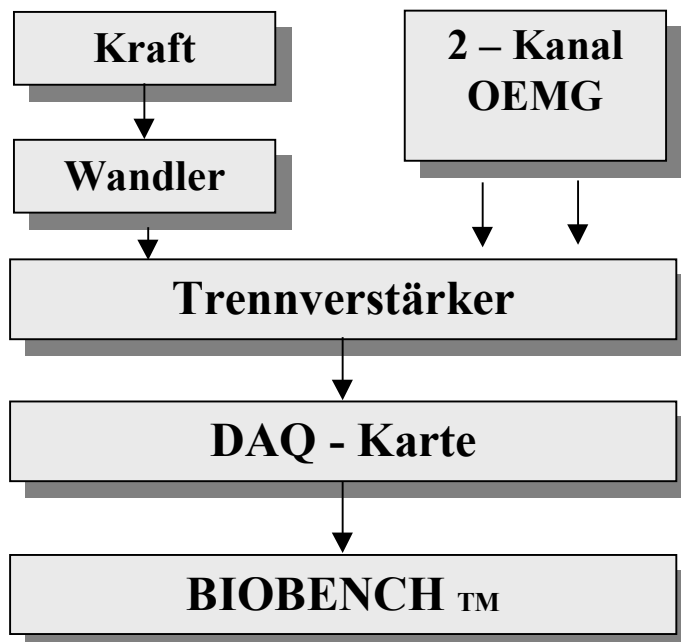 Kraft
2 – Kanal
OEMG
Wandler
Trennverstärker
DAQ - Karte
BIOBENCH TM